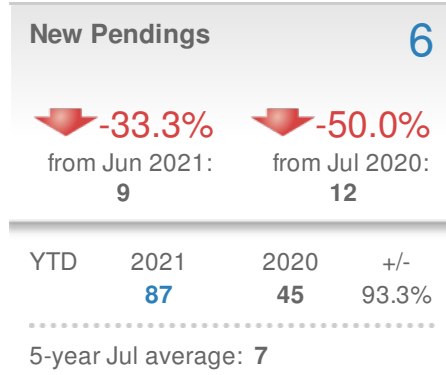 New Pendings 6
-33.3% -50.0%
from Jun 2021: from Jul 2020:
9 12
YTD 2021 2020 +/-
87 45 93.3%
5-year Jul average: 7